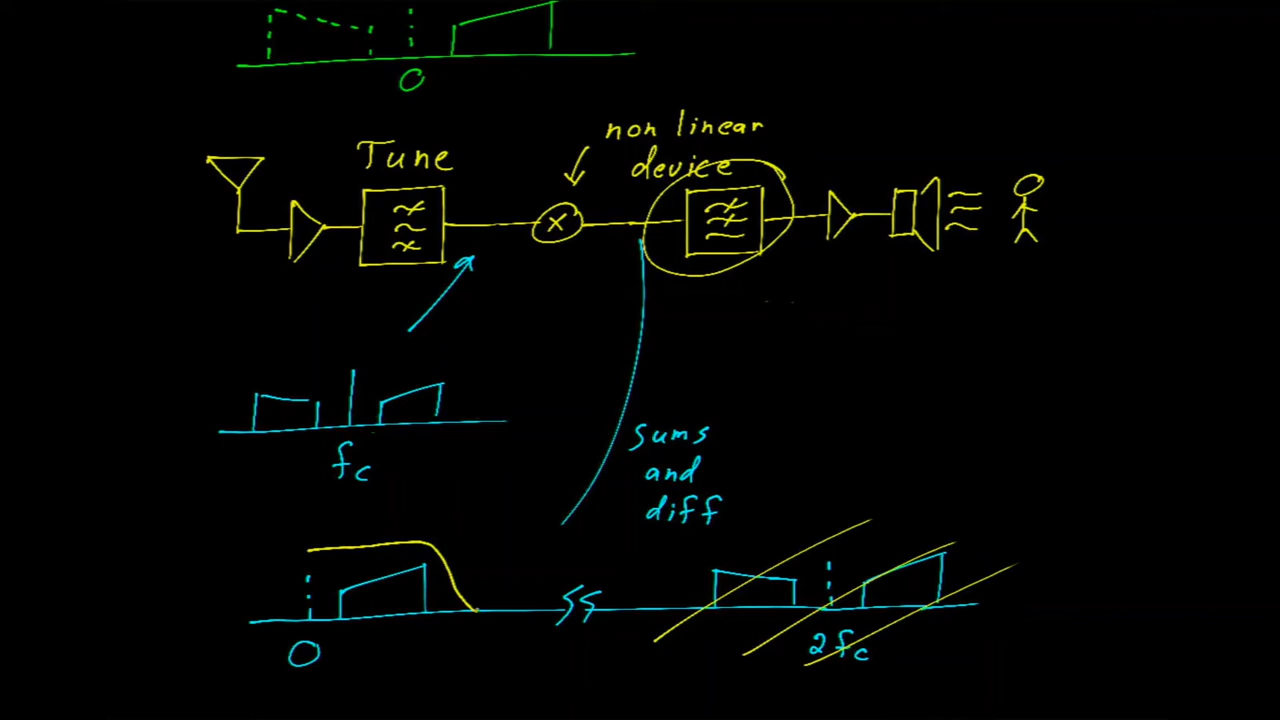 0
non linear
Tune
device
fc
sums
and
diff
0
2fc